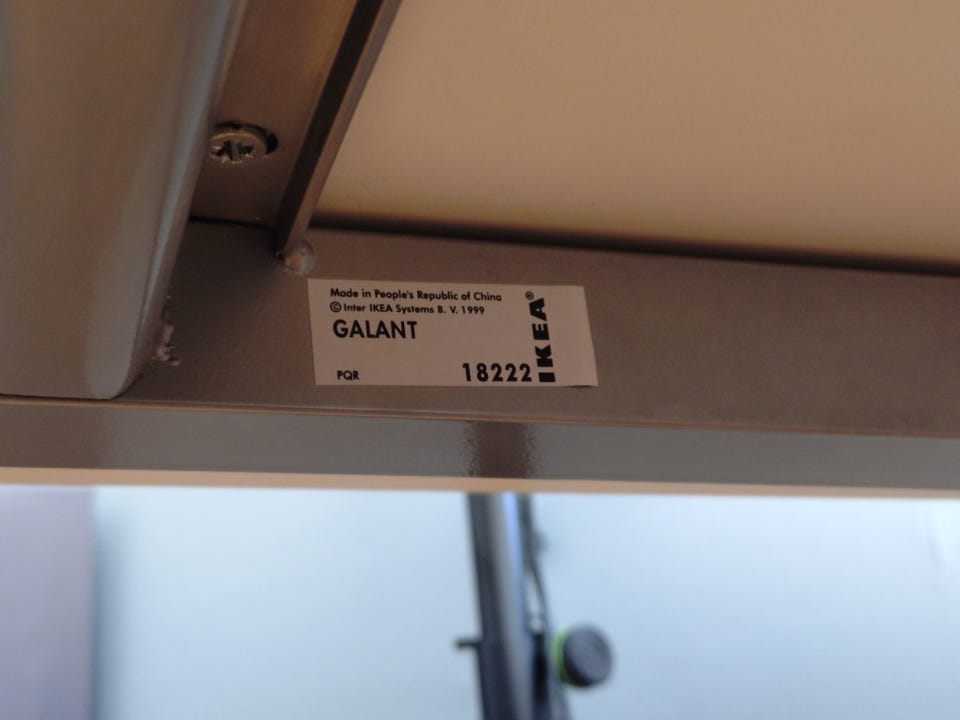 Made in People's Republic of China
© Inter IKEA Systems B. V. 1999
GALANT
PQR 18222
IKEA®